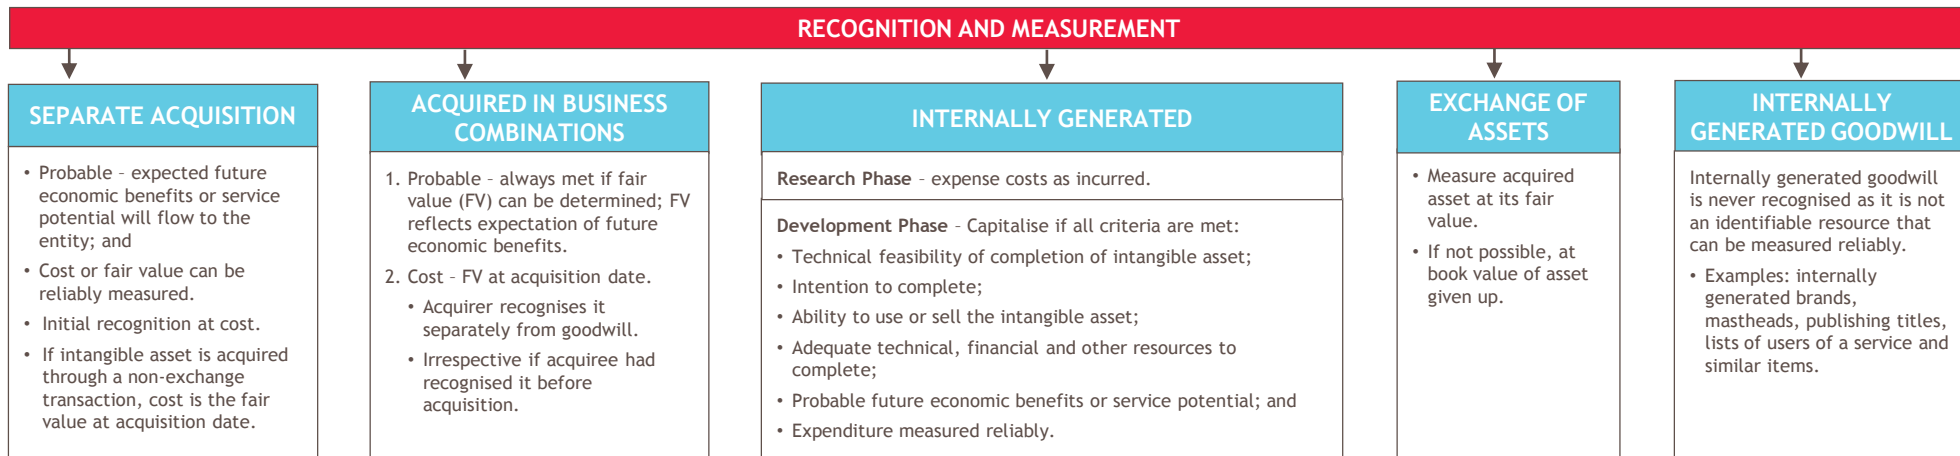 RECOGNITION AND MEASUREMENT
SEPARATE ACQUISITION
• Probable – expected future
economic benefits or service
potential will flow to the
entity; and
• Cost or fair value can be
reliably measured.
• Initial recognition at cost.
• If intangible asset is acquired
through a non-exchange
transaction, cost is the fair
value at acquisition date.
ACQUIRED IN BUSINESS
COMBINATIONS
1. Probable – always met if fair
value (FV) can be determined; FV
reflects expectation of future
economic benefits.
2. Cost – FV at acquisition date.
• Acquirer recognises it
separately from goodwill.
• Irrespective if acquiree had
recognised it before
acquisition.
INTERNALLY GENERATED
Research Phase – expense costs as incurred.
Development Phase – Capitalise if all criteria are met:
• Technical feasibility of completion of intangible asset;
• Intention to complete;
• Ability to use or sell the intangible asset;
• Adequate technical, financial and other resources to
complete;
• Probable future economic benefits or service potential; and
• Expenditure measured reliably.
EXCHANGE OF
ASSETS
• Measure acquired
asset at its fair
value.
• If not possible, at
book value of asset
given up.
INTERNALLY
GENERATED GOODWILL
Internally generated goodwill
is never recognised as it is not
an identifiable resource that
can be measured reliably.
• Examples: internally
generated brands,
mastheads, publishing titles,
lists of users of a service and
similar items.